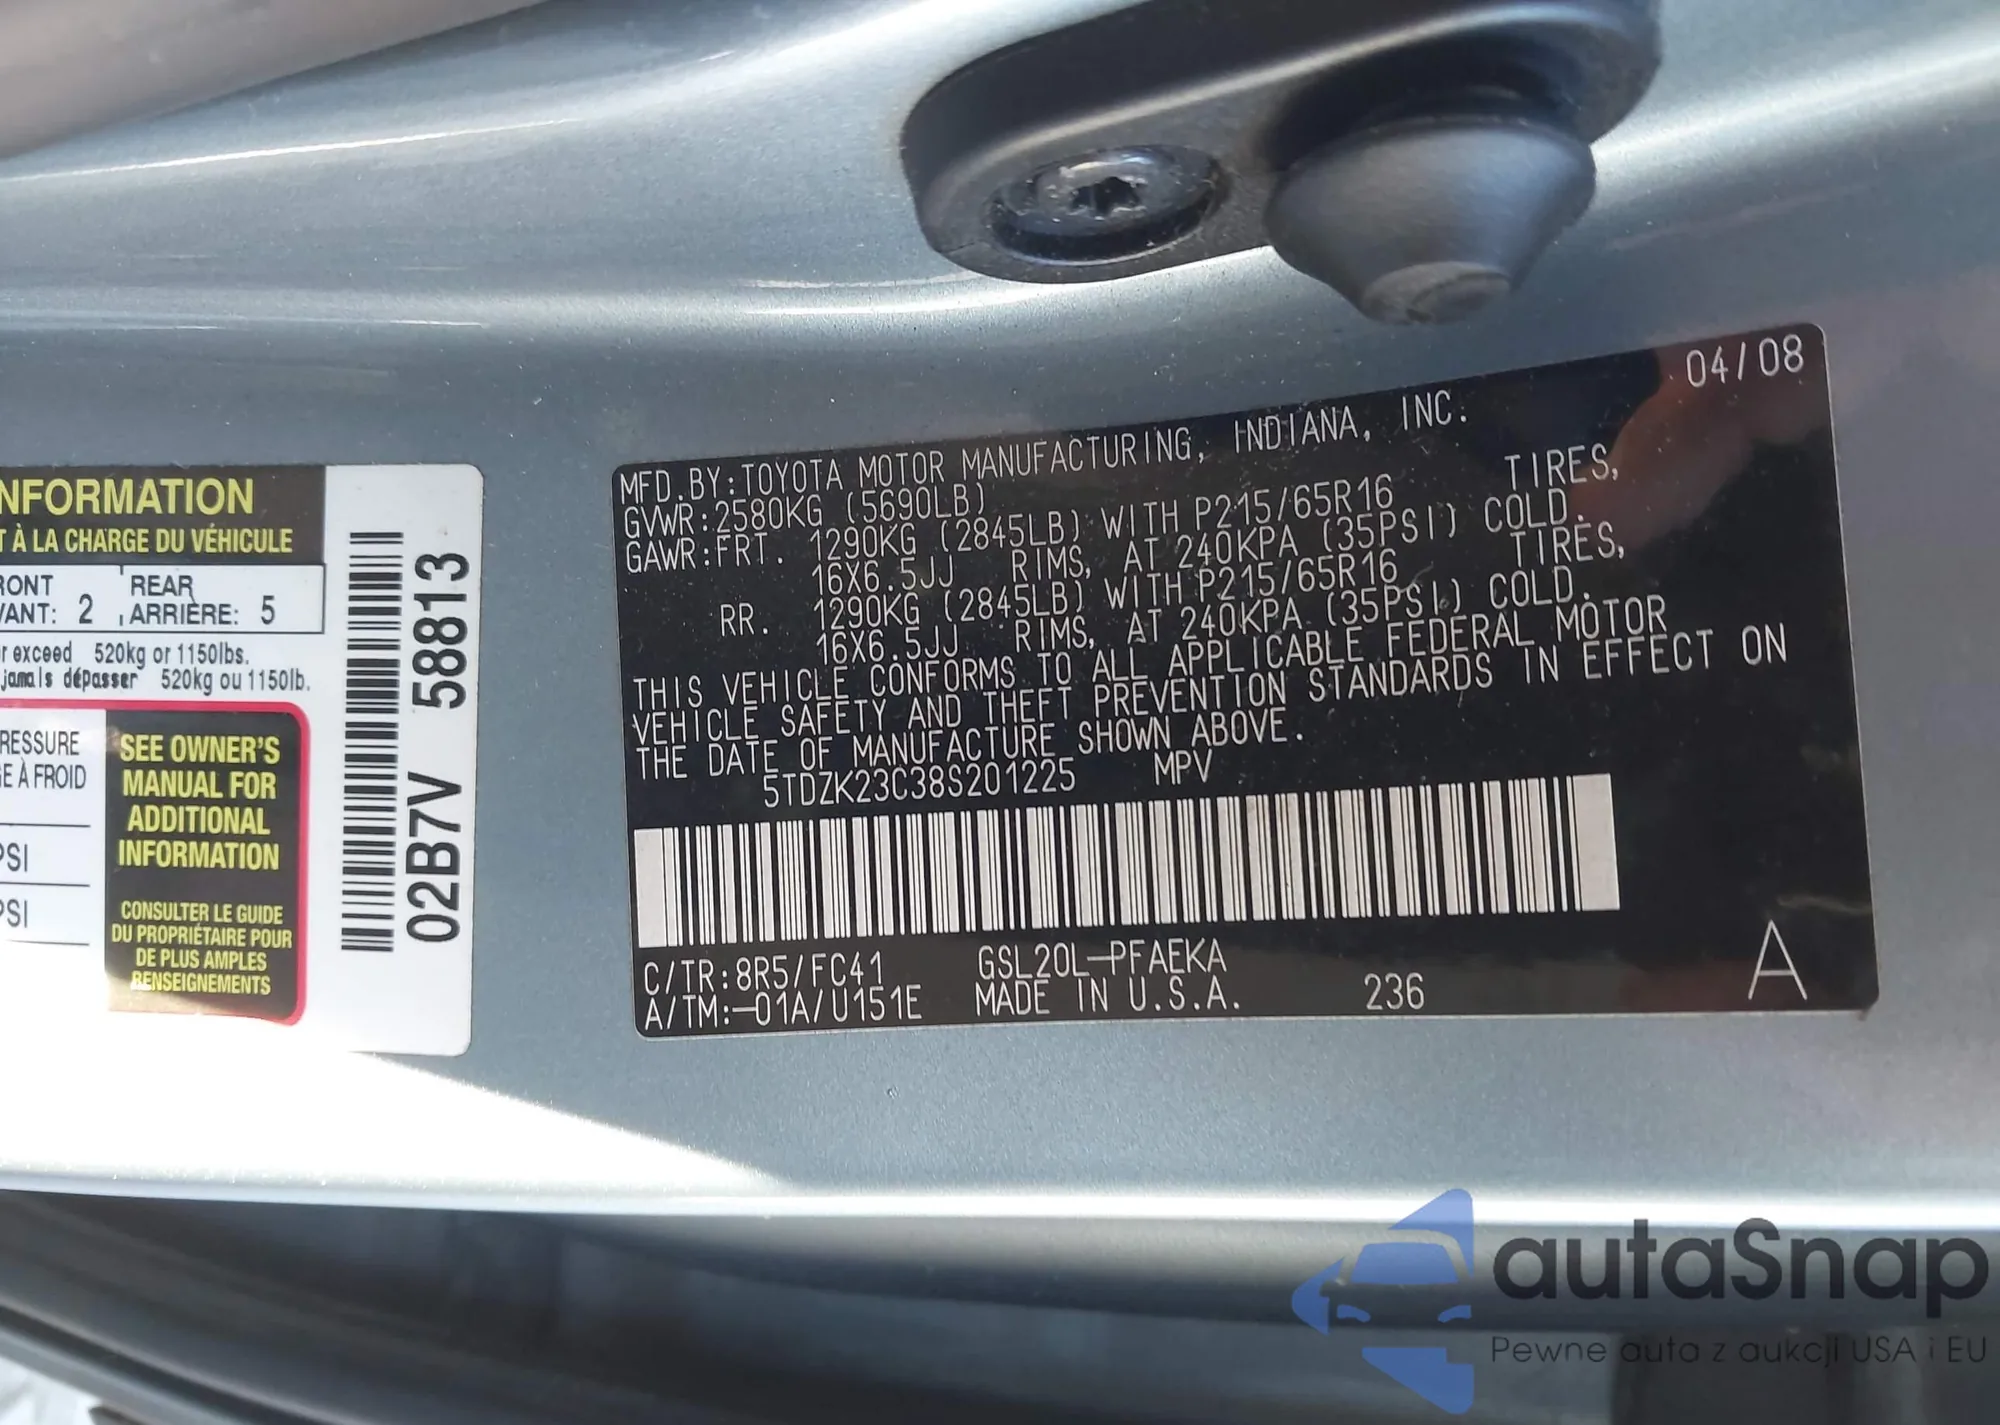 NFORMATION
T À LA CHARGE DU VÉHICULE
RONT
VANT: 2
REAR
ARRIÈRE: 5
r exceed 520kg or 1150lbs.
jamais dépasser 520kg ou 1150lb.
RESSURE
E À FROID
PSI
PSI
SEE OWNER'S
MANUAL FOR
ADDITIONAL
INFORMATION
CONSULTER LE GUIDE
DU PROPRIÉTAIRE POUR
DE PLUS AMPLES
RENSEIGNEMENTS
02B7V 58813
04/08
MFD.BY:TOYOTA MOTOR MANUFACTURING, INDIANA, INC.
GVWR:2580KG (5690LB)
GAWR:FRT. 1290KG (2845LB) WITH P215/65R16 TIRES,
16X6.5JJ RIMS, AT 240KPA (35PSI) COLD.
RR. 1290KG (2845LB) WITH P215/65R16 TIRES,
16X6.5JJ RIMS, AT 240KPA (35PSI) COLD.
THIS VEHICLE CONFORMS TO ALL APPLICABLE FEDERAL MOTOR
VEHICLE SAFETY AND THEFT PREVENTION STANDARDS IN EFFECT ON
THE DATE OF MANUFACTURE SHOWN ABOVE.
5TDZK23C38S201225 MPV
C/TR:8R5/FC41 GSL20L-PFAEKA
A/TM:-01A/U151E MADE IN U.S.A. 236 A
autaSnap
Pewne auta z aukcji USA i EU